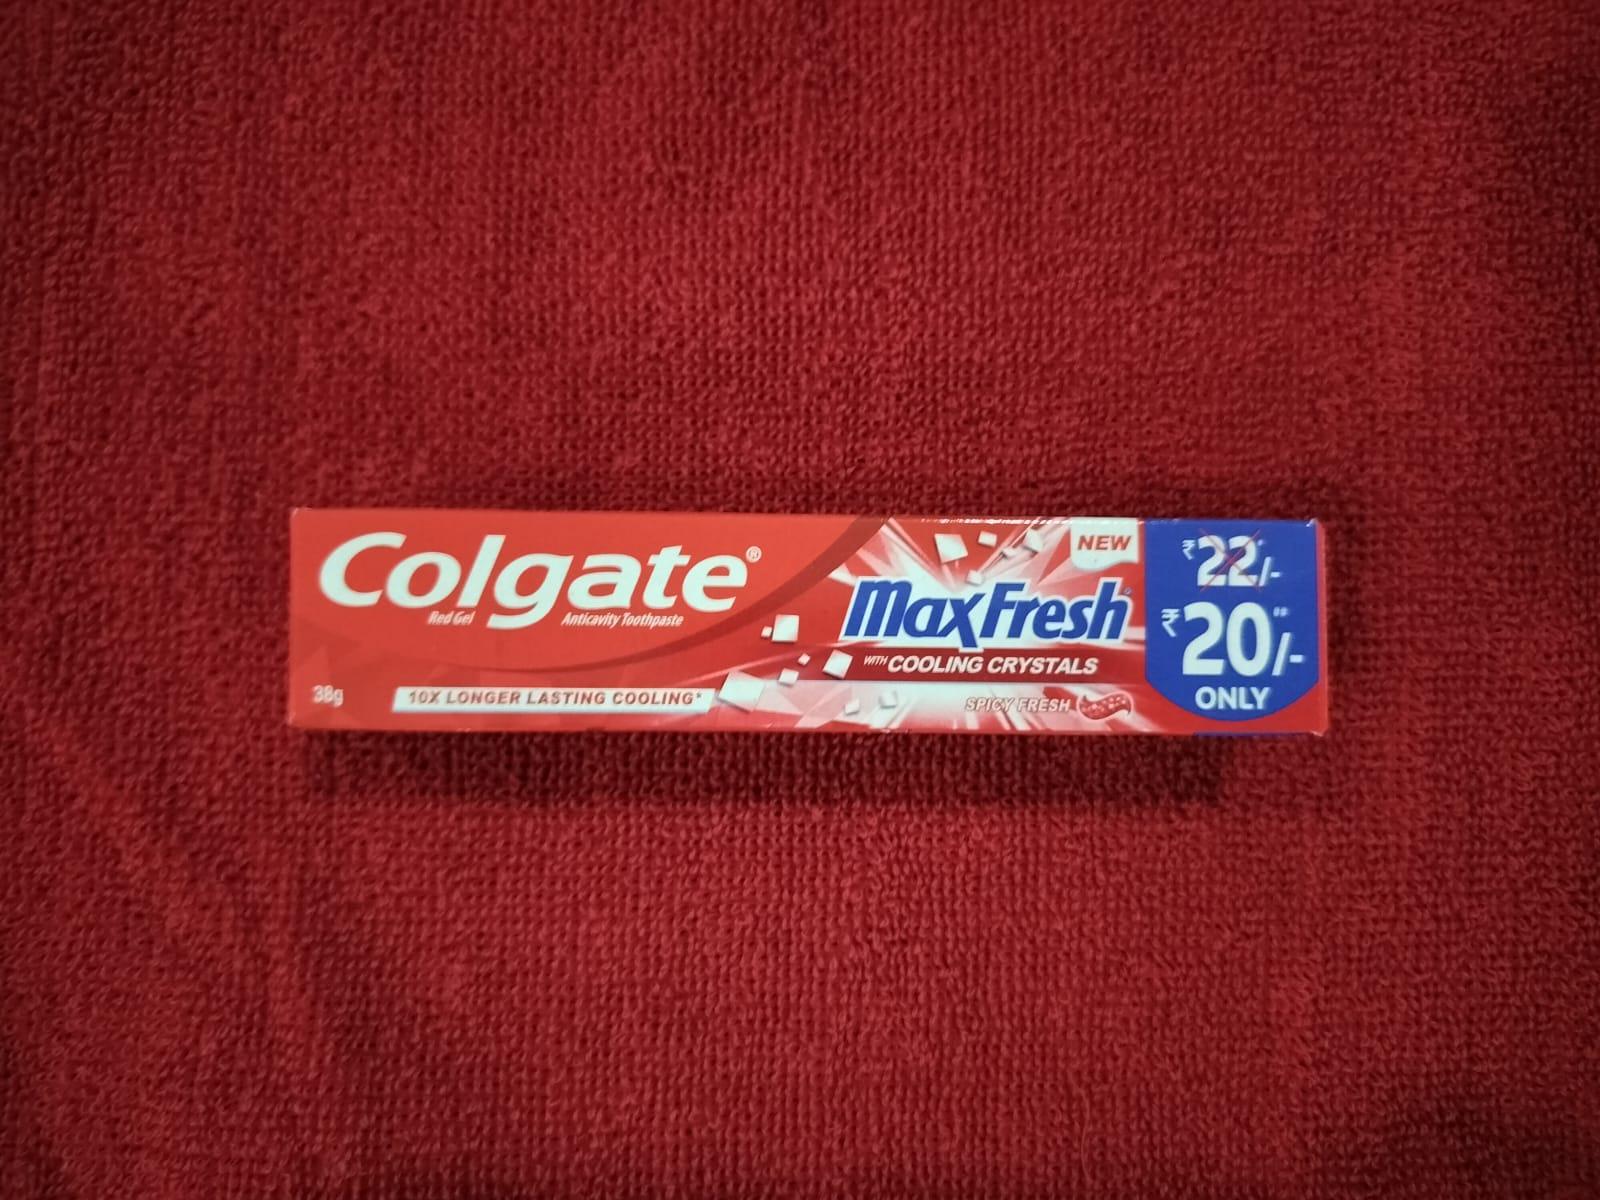 Colgate®
Red Gel Anticavity Toothpaste
38g
10X LONGER LASTING COOLING*
NEW
MaxFresh®
WITH COOLING CRYSTALS
SPICY FRESH
₹22/-
₹20**/-
ONLY